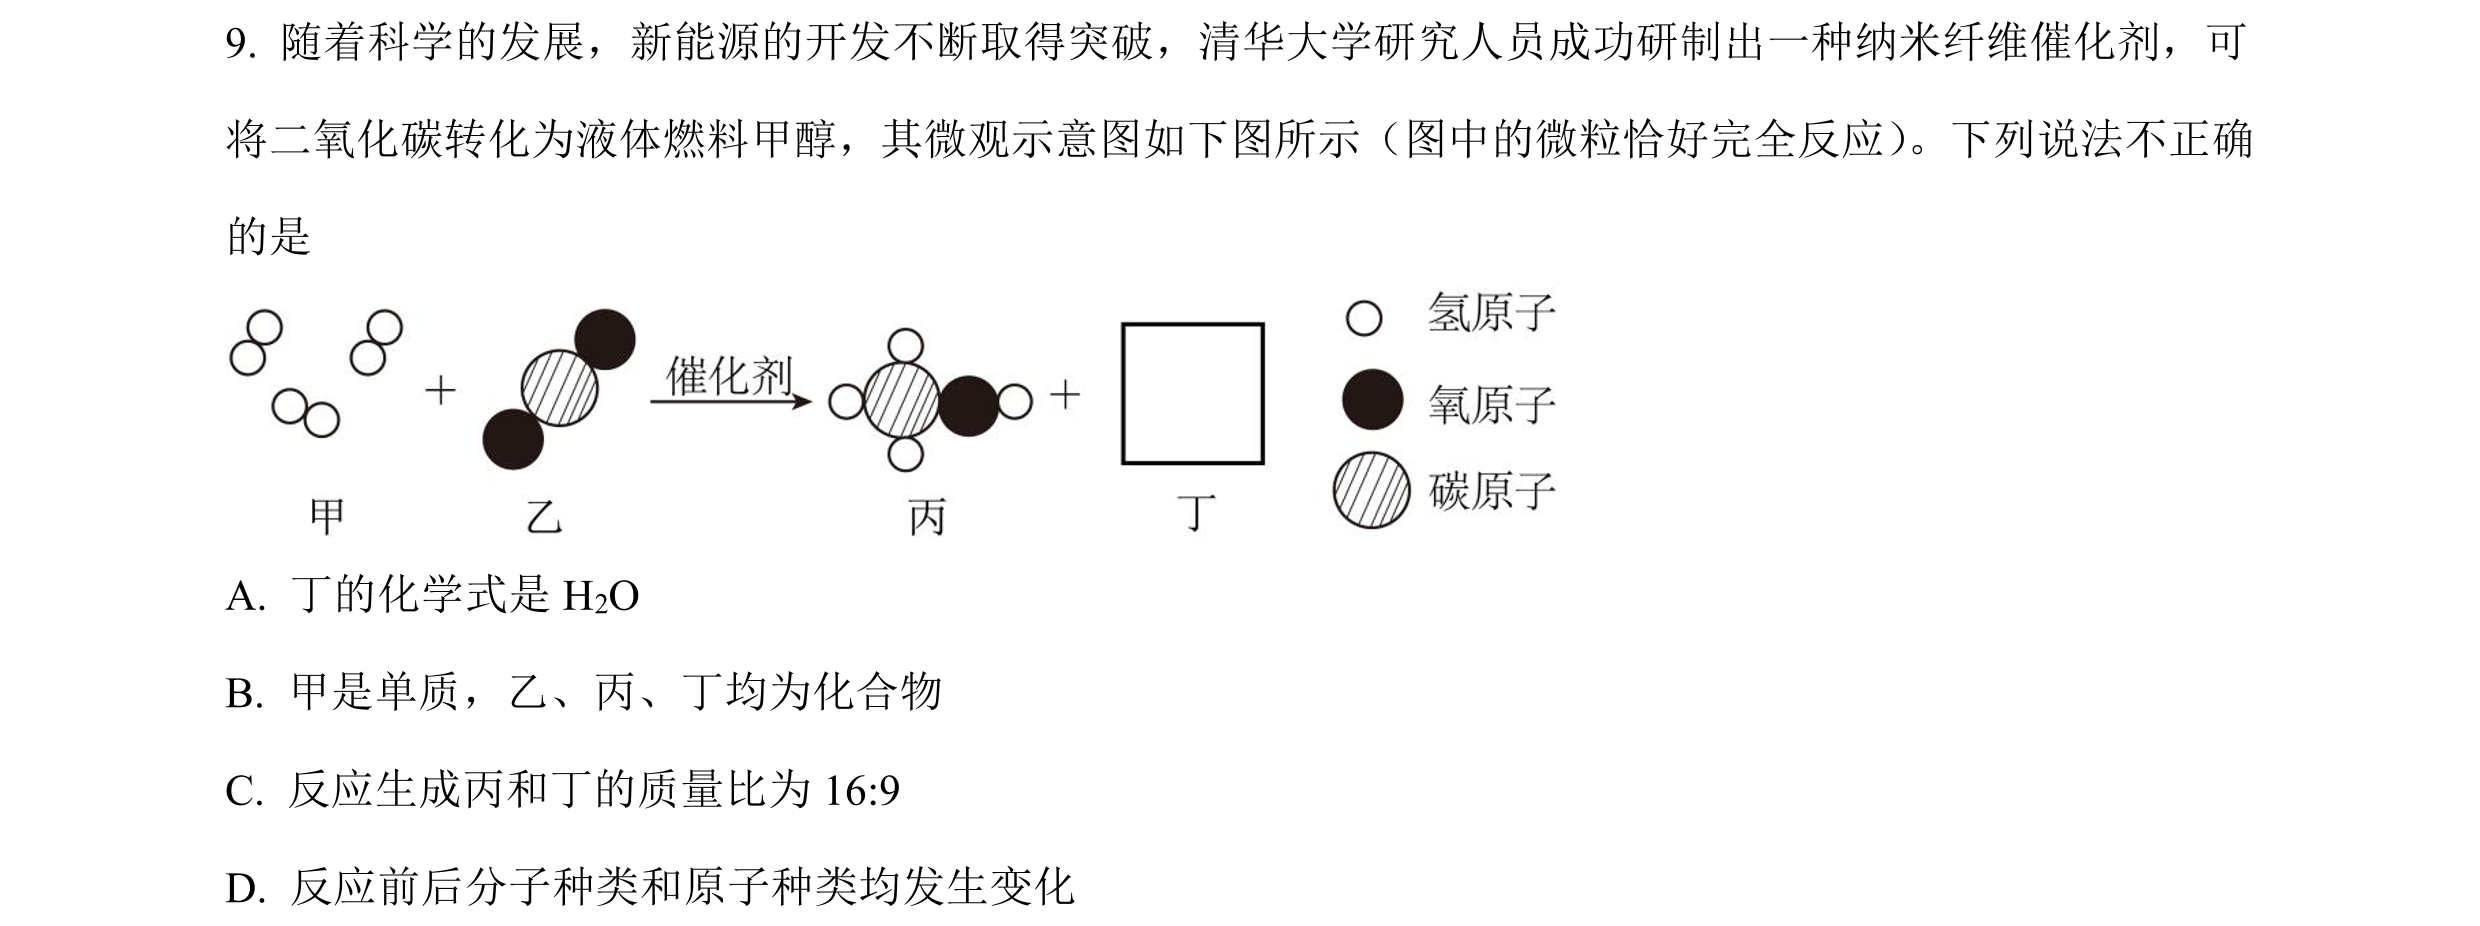 9. 随着科学的发展，新能源的开发不断取得突破，清华大学研究人员成功研制出一种纳米纤维催化剂，可
将二氧化碳转化为液体燃料甲醇，其微观示意图如下图所示（图中的微粒恰好完全反应）。下列说法不正确
的是
+ 催化剂 +
甲 乙 丙 丁
氢原子
氧原子
碳原子
A. 丁的化学式是 H₂O
B. 甲是单质，乙、丙、丁均为化合物
C. 反应生成丙和丁的质量比为 16:9
D. 反应前后分子种类和原子种类均发生变化